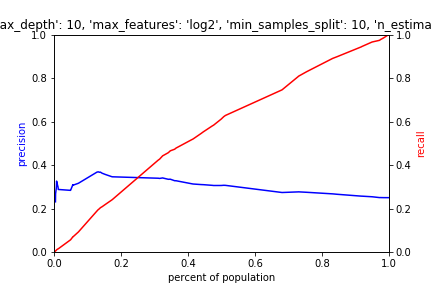 ax_depth': 10, 'max_features': 'log2', 'min_samples_split': 10, 'n_estima
1.0 1.0
0.8 0.8
0.6 0.6
precision recall
0.4 0.4
0.2 0.2
0.0 0.0
0.0 0.2 0.4 0.6 0.8 1.0
percent of population